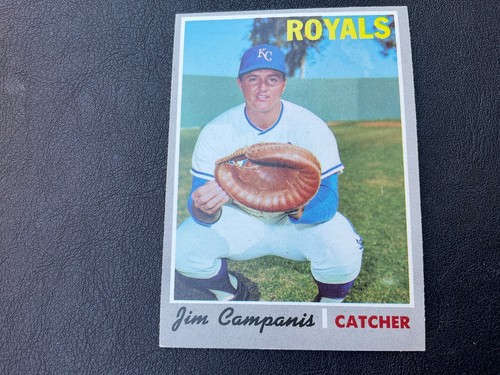 ROYALS
KC
Jim Campanis
CATCHER